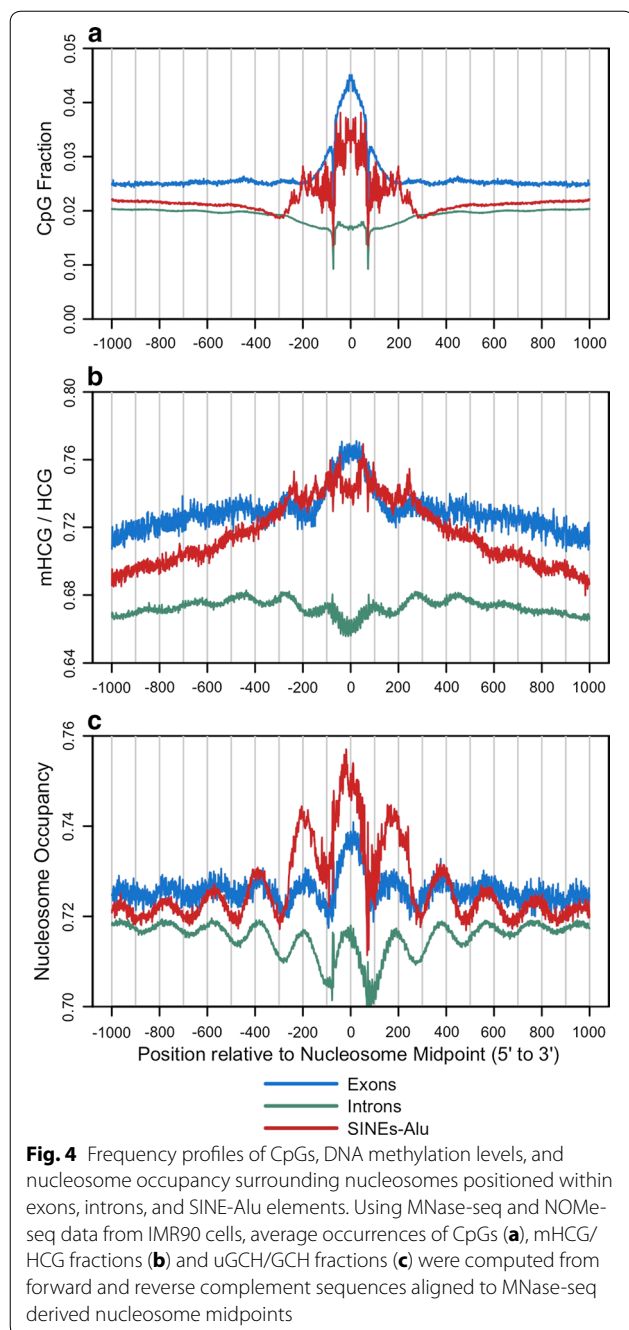 a
0.05
0.04
0.03
0.02
0.01
0.00
CpG Fraction
-1000 -800 -600 -400 -200 0 200 400 600 800 1000
b
0.80
0.76
0.72
0.68
0.64
mHCG / HCG
-1000 -800 -600 -400 -200 0 200 400 600 800 1000
c
0.76
0.74
0.72
0.70
Nucleosome Occupancy
-1000 -800 -600 -400 -200 0 200 400 600 800 1000
Position relative to Nucleosome Midpoint (5' to 3')
Exons
Introns
SINEs-Alu
Fig. 4 Frequency profiles of CpGs, DNA methylation levels, and
nucleosome occupancy surrounding nucleosomes positioned within
exons, introns, and SINE-Alu elements. Using MNase-seq and NOMe-
seq data from IMR90 cells, average occurrences of CpGs (a), mHCG/
HCG fractions (b) and uGCH/GCH fractions (c) were computed from
forward and reverse complement sequences aligned to MNase-seq
derived nucleosome midpoints